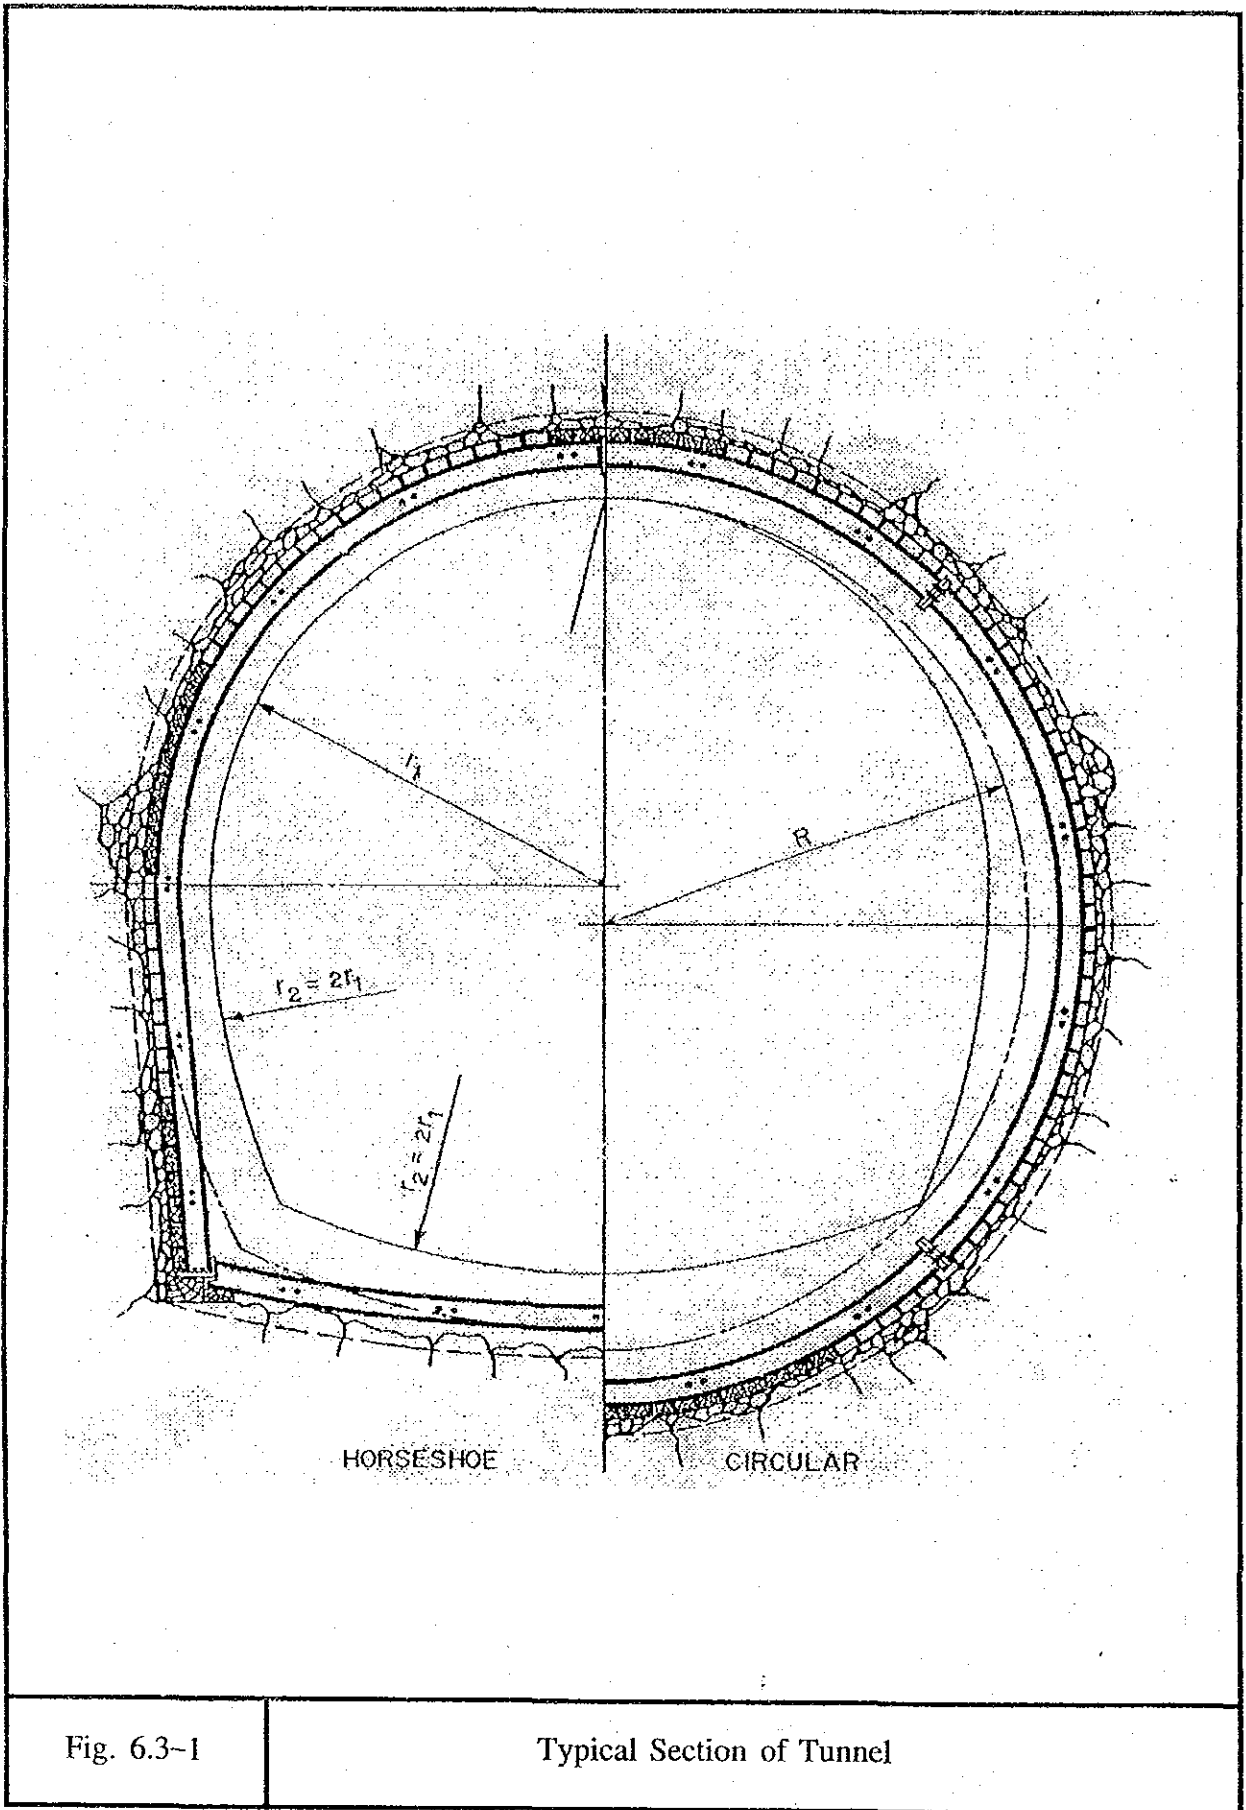 r₁
R
r₂ = 2r₁
r₂ = 2r₁
HORSESHOE
CIRCULAR
Fig. 6.3-1
Typical Section of Tunnel